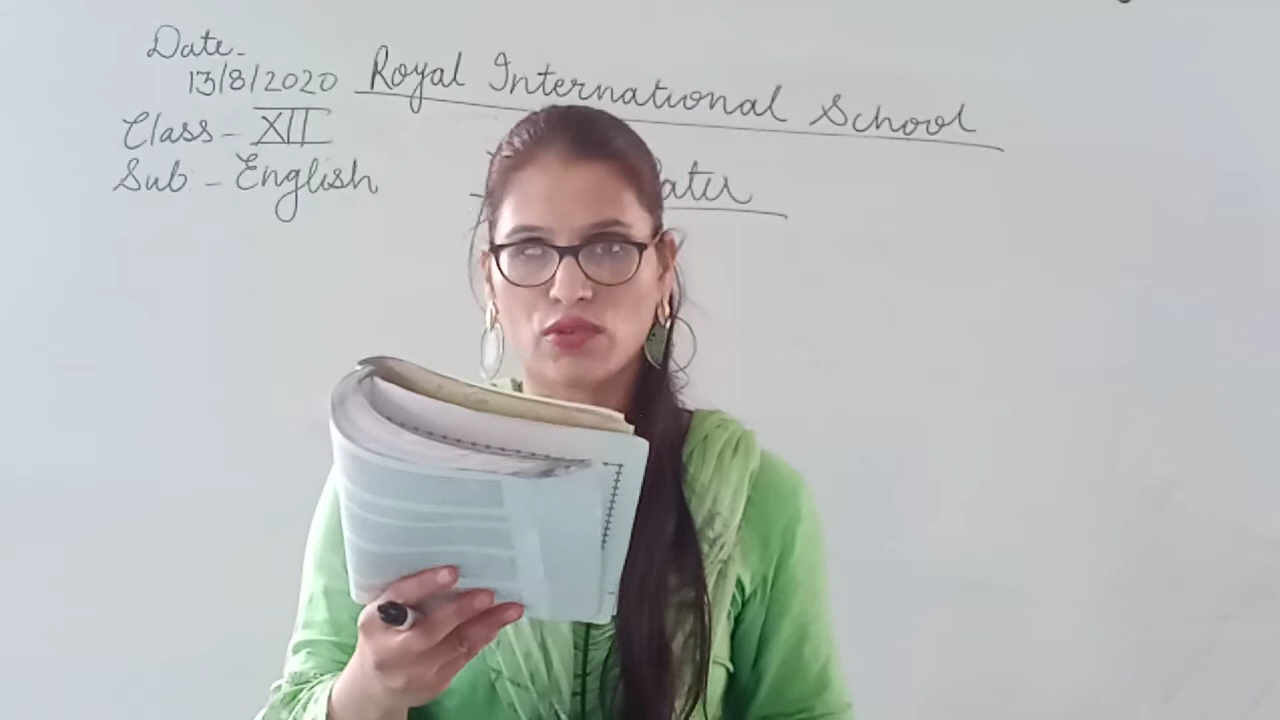 Date-
13/8/2020
Royal International School
Class - XII
Sub - English